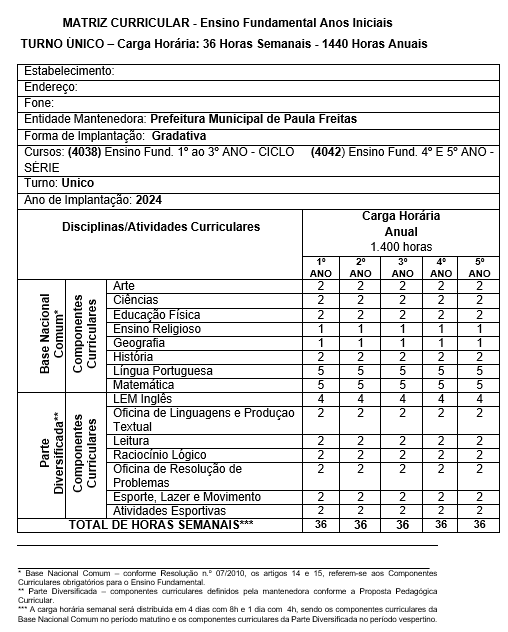 MATRIZ CURRICULAR - Ensino Fundamental Anos Iniciais
TURNO ÚNICO – Carga Horária: 36 Horas Semanais - 1440 Horas Anuais
Estabelecimento:
Endereço:
Fone:
Entidade Mantenedora: Prefeitura Municipal de Paula Freitas
Forma de Implantação: Gradativa
Cursos: (4038) Ensino Fund. 1º ao 3º ANO - CICLO (4042) Ensino Fund. 4º E 5º ANO -
SÉRIE
Turno: Único
Ano de Implantação: 2024
Disciplinas/Atividades Curriculares
Carga Horária
Anual
1.400 horas
1º ANO 2º ANO 3º ANO 4º ANO 5º ANO
Base Nacional Comum*
Componentes Curriculares
Arte 2 2 2 2 2
Ciências 2 2 2 2 2
Educação Física 2 2 2 2 2
Ensino Religioso 1 1 1 1 1
Geografia 1 1 1 1 1
História 2 2 2 2 2
Língua Portuguesa 5 5 5 5 5
Matemática 5 5 5 5 5
Parte Diversificada**
Componentes Curriculares
LEM Inglês 4 4 4 4 4
Oficina de Linguagens e Produçao 2 2 2 2 2
Textual
Leitura 2 2 2 2 2
Raciocínio Lógico 2 2 2 2 2
Oficina de Resolução de 2 2 2 2 2
Problemas
Esporte, Lazer e Movimento 2 2 2 2 2
Atividades Esportivas 2 2 2 2 2
TOTAL DE HORAS SEMANAIS*** 36 36 36 36 36
* Base Nacional Comum – conforme Resolução n.º 07/2010, os artigos 14 e 15, referem-se aos Componentes
Curriculares obrigatórios para o Ensino Fundamental.
** Parte Diversificada – componentes curriculares definidos pela mantenedora conforme a Proposta Pedagógica
Curricular.
*** A carga horária semanal será distribuida em 4 dias com 8h e 1 dia com 4h, sendo os componentes curriculares da
Base Nacional Comum no período matutino e os componentes curriculares da Parte Diversificada no período vespertino.